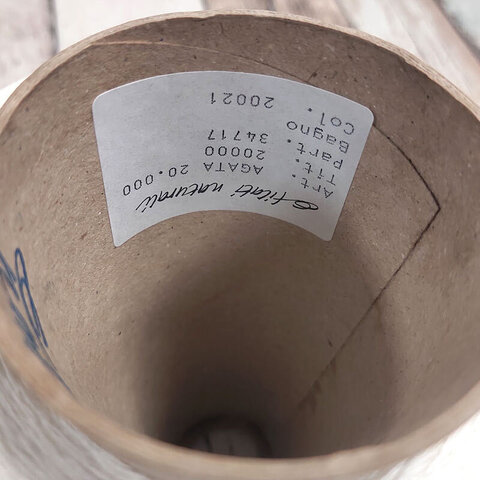 filati naturali
Art. AGATA 20.000
Tit. 20000
part. 34717
Bagno
Col. 20021